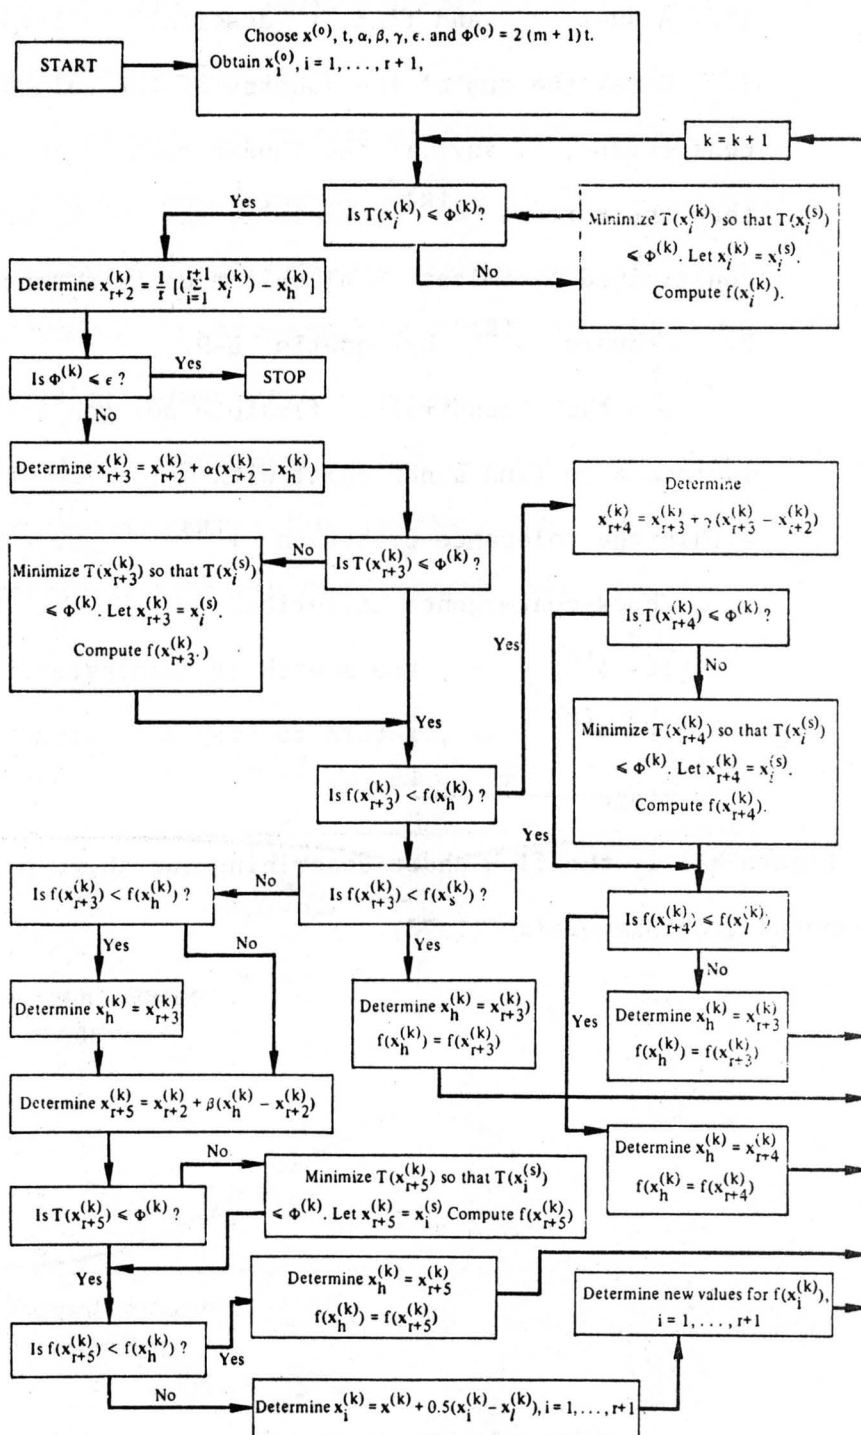 START
Choose x^(o), t, α, β, γ, ϵ. and Φ^(o) = 2 (m + 1) t.
Obtain x_1^(o), i = 1, . . . , r + 1,
k = k + 1
Is T(x_i^(k)) ⩽ Φ^(k)?
Yes
No
Minimize T(x_i^(k)) so that T(x_i^(s))
⩽ Φ^(k). Let x_i^(k) = x_i^(s).
Compute f(x_i^(k)).
Determine x_{r+2}^(k) = 1/r [(Σ_{i=1}^{r+1} x_i^(k)) − x_h^(k)]
Is Φ^(k) ⩽ ϵ ?
Yes
STOP
No
Determine x_{r+3}^(k) = x_{r+2}^(k) + α(x_{r+2}^(k) − x_h^(k))
Determine
x_{r+4}^(k) = x_{r+3}^(k) + γ(x_{r+3}^(k) − x_{r+2}^(k))
Is T(x_{r+3}^(k)) ⩽ Φ^(k) ?
No
Minimize T(x_{r+3}^(k)) so that T(x_i^(s))
⩽ Φ^(k). Let x_{r+3}^(k) = x_i^(s).
Compute f(x_{r+3}^(k).)
Yes
Yes
Is T(x_{r+4}^(k)) ⩽ Φ^(k) ?
No
Minimize T(x_{r+4}^(k)) so that T(x_i^(s))
⩽ Φ^(k). Let x_{r+4}^(k) = x_i^(s).
Compute f(x_{r+4}^(k)).
Yes
Is f(x_{r+3}^(k)) < f(x_h^(k)) ?
Is f(x_{r+3}^(k)) < f(x_h^(k)) ?
No
Is f(x_{r+3}^(k)) < f(x_s^(k)) ?
Is f(x_{r+4}^(k)) ⩽ f(x_l^(k))
Yes
No
Yes
No
Yes
Determine x_h^(k) = x_{r+3}^(k)
Determine x_h^(k) = x_{r+3}^(k))
f(x_h^(k)) = f(x_{r+3}^(k))
Determine x_h^(k) = x_{r+3}^(k)
f(x_h^(k)) = f(x_{r+3}^(k))
Determine x_{r+5}^(k) = x_{r+2}^(k) + β(x_h^(k) − x_{r+2}^(k))
Determine x_h^(k) = x_{r+4}^(k)
f(x_h^(k) = f(x_{r+4}^(k))
No
Is T(x_{r+5}^(k)) ⩽ Φ^(k) ?
Minimize T(x_{r+5}^(k)) so that T(x_i^(s))
⩽ Φ^(k). Let x_{r+5}^(k) = x_i^(s) Compute f(x_{r+5}^(k))
Yes
Determine x_h^(k) = x_{r+5}^(k)
f(x_h^(k)) = f(x_{r+5}^(k))
Determine new values for f(x_i^(k)),
i = 1, . . . , r+1
Is f(x_{r+5}^(k)) < f(x_h^(k)) ?
Yes
No
Determine x_i^(k) = x^(k) + 0.5(x_i^(k) − x_l^(k)), i = 1, . . . , r+1